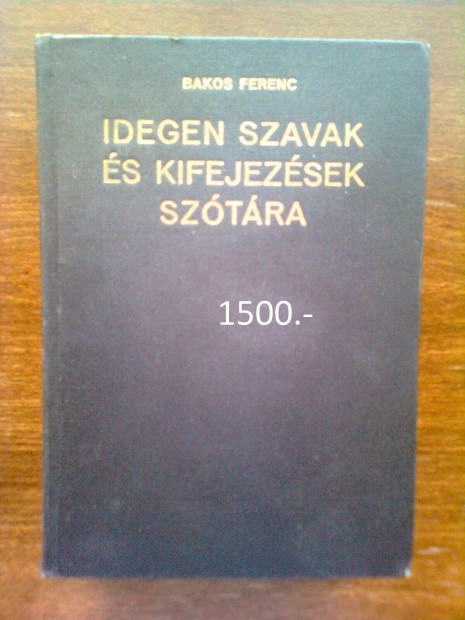 BAKOS FERENC
IDEGEN SZAVAK
ÉS KIFEJEZÉSEK
SZÓTÁRA
1500.-